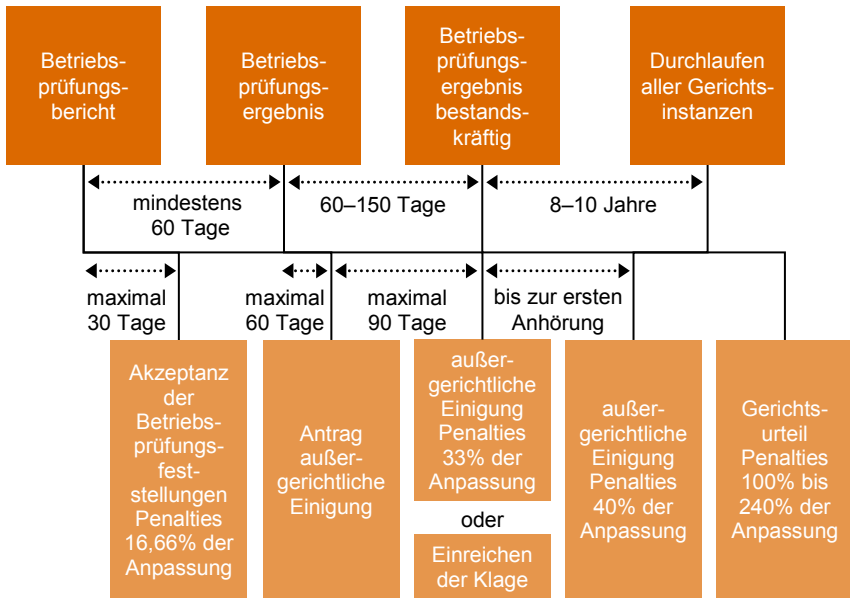 Betriebs-
prüfungs-
bericht
Betriebs-
prüfungs-
ergebnis
Betriebs-
prüfungs-
ergebnis
bestands-
kräftig
Durchlaufen
aller Gerichts-
instanzen
mindestens
60 Tage
60–150 Tage
8–10 Jahre
maximal
30 Tage
maximal
60 Tage
maximal
90 Tage
bis zur ersten
Anhörung
Akzeptanz
der
Betriebs-
prüfungs-
fest-
stellungen
Penalties
16,66% der
Anpassung
Antrag
außer-
gerichtliche
Einigung
außer-
gerichtliche
Einigung
Penalties
33% der
Anpassung
oder
Einreichen
der Klage
außer-
gerichtliche
Einigung
Penalties
40% der
Anpassung
Gerichts-
urteil
Penalties
100% bis
240% der
Anpassung